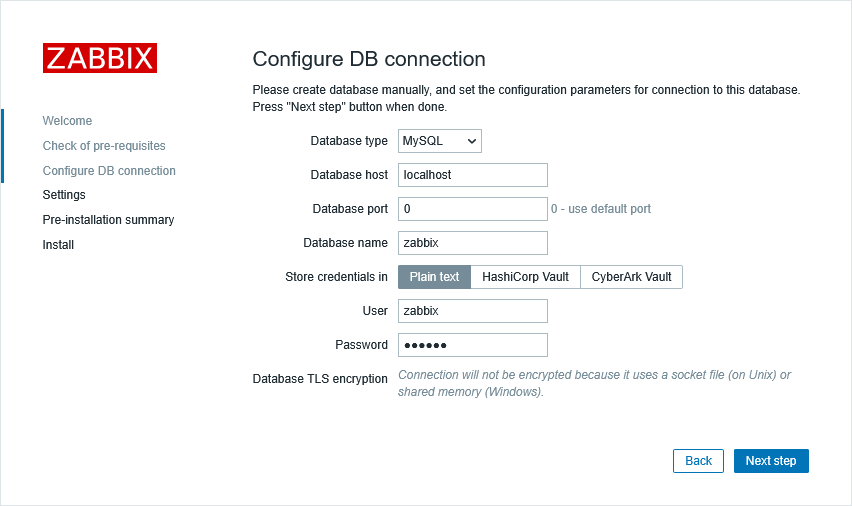 ZABBIX
Welcome
Check of pre-requisites
Configure DB connection
Settings
Pre-installation summary
Install
Configure DB connection
Please create database manually, and set the configuration parameters for connection to this database.
Press "Next step" button when done.
Database type MySQL
Database host localhost
Database port 0 0 - use default port
Database name zabbix
Store credentials in Plain text HashiCorp Vault CyberArk Vault
User zabbix
Password ●●●●●●
Database TLS encryption Connection will not be encrypted because it uses a socket file (on Unix) or
shared memory (Windows).
Back Next step